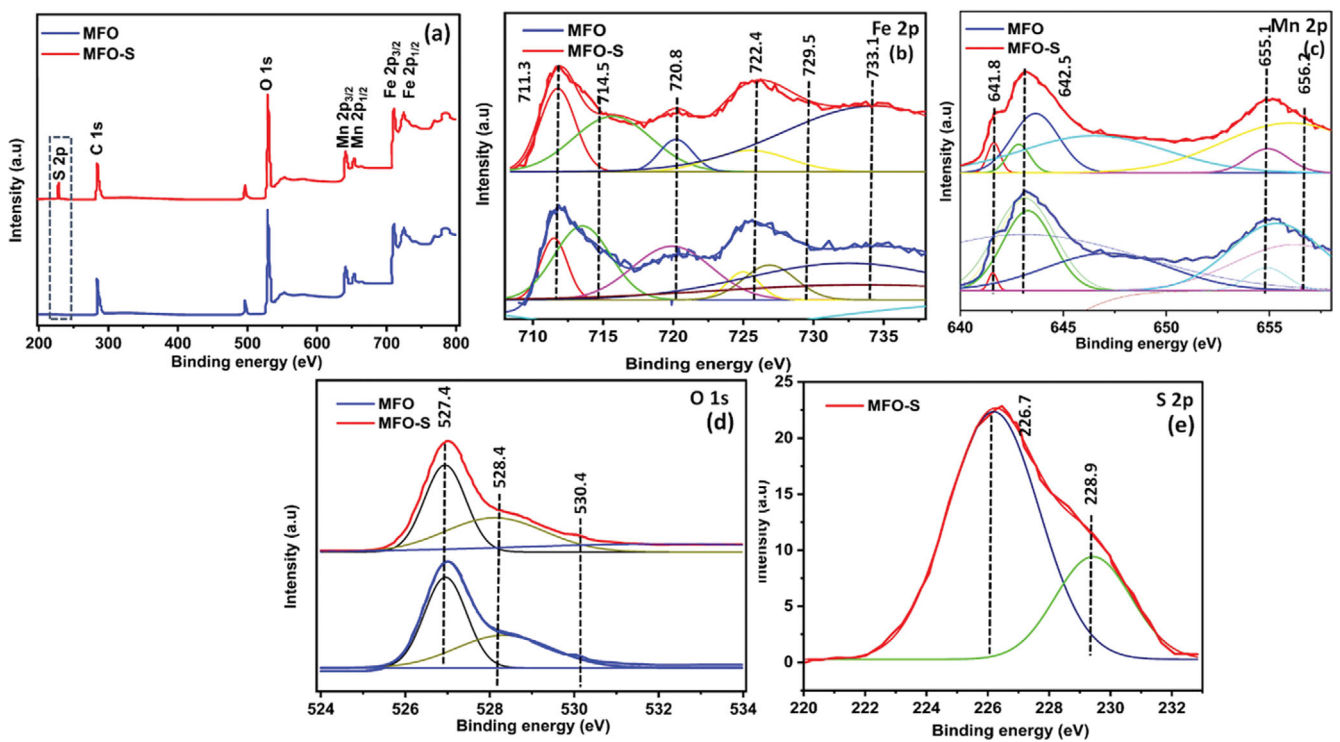 MFO
MFO-S
(a)
S 2p
C 1s
O 1s
Mn 2p3/2
Mn 2p1/2
Fe 2p3/2
Fe 2p1/2
Intensity (a.u)
200 300 400 500 600 700 800
Binding energy (eV)
MFO
MFO-S
Fe 2p
(b)
711.3
714.5
720.8
722.4
729.5
733.1
Intensity (a.u)
710 715 720 725 730 735
Binding energy (eV)
MFO
MFO-S
Mn 2p
(c)
641.8
642.5
655.1
656.2
Intensity (a.u)
640 645 650 655
Binding energy (eV)
MFO
MFO-S
O 1s
(d)
527.4
528.4
530.4
Intensity (a.u)
524 526 528 530 532 534
Binding energy (eV)
MFO-S
S 2p
(e)
226.7
228.9
Intensity (a.u)
25
20
15
10
5
0
220 222 224 226 228 230 232
Binding energy (eV)